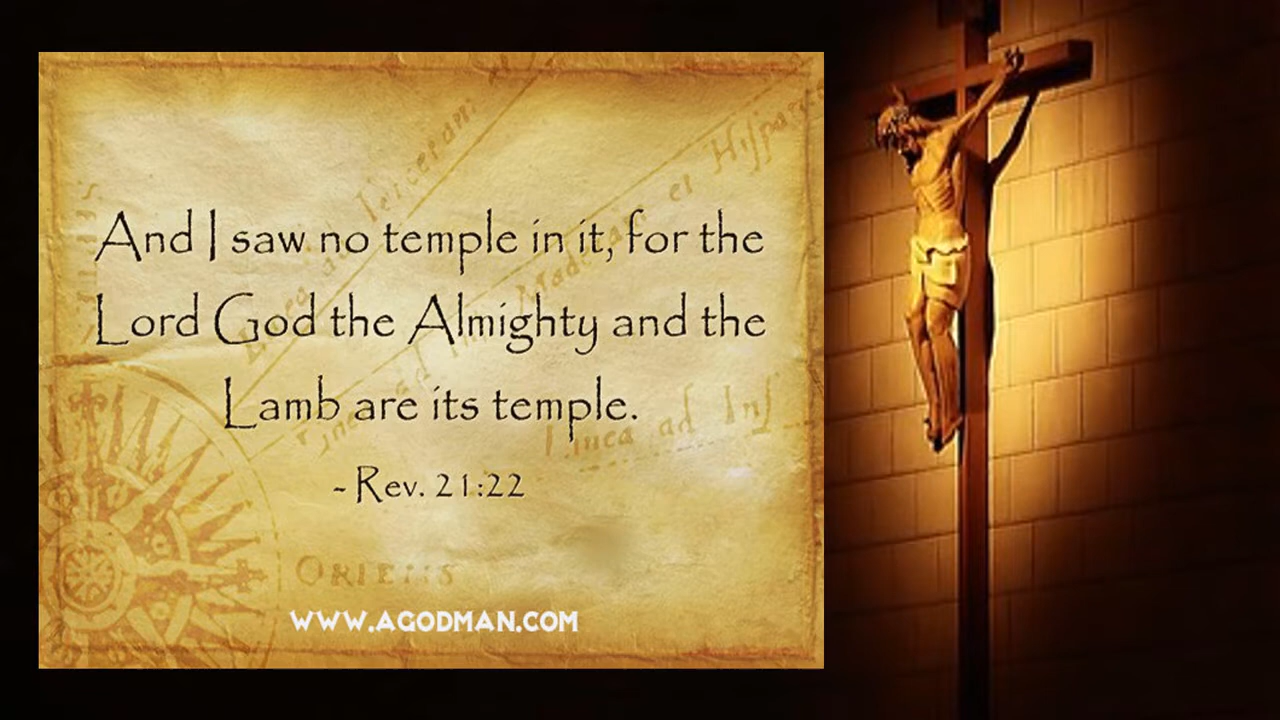 And I saw no temple in it, for the
Lord God the Almighty and the
Lamb are its temple.
- Rev. 21:22
ORIENS
WWW.AGODMAN.COM